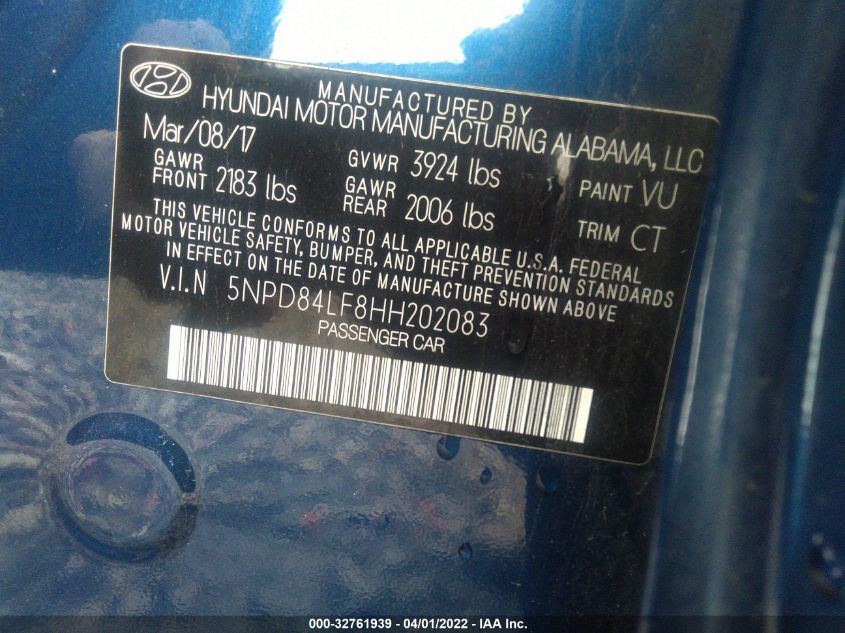 MANUFACTURED BY
HYUNDAI MOTOR MANUFACTURING ALABAMA, LLC
Mar/08/17
GAWR FRONT 2183 lbs
GVWR 3924 lbs
GAWR REAR 2006 lbs
PAINT VU
TRIM CT
THIS VEHICLE CONFORMS TO ALL APPLICABLE U.S.A. FEDERAL
MOTOR VEHICLE SAFETY, BUMPER, AND THEFT PREVENTION STANDARDS
IN EFFECT ON THE DATE OF MANUFACTURE SHOWN ABOVE
V.I.N 5NPD84LF8HH202083
PASSENGER CAR
000-32761939 - 04/01/2022 - IAA Inc.